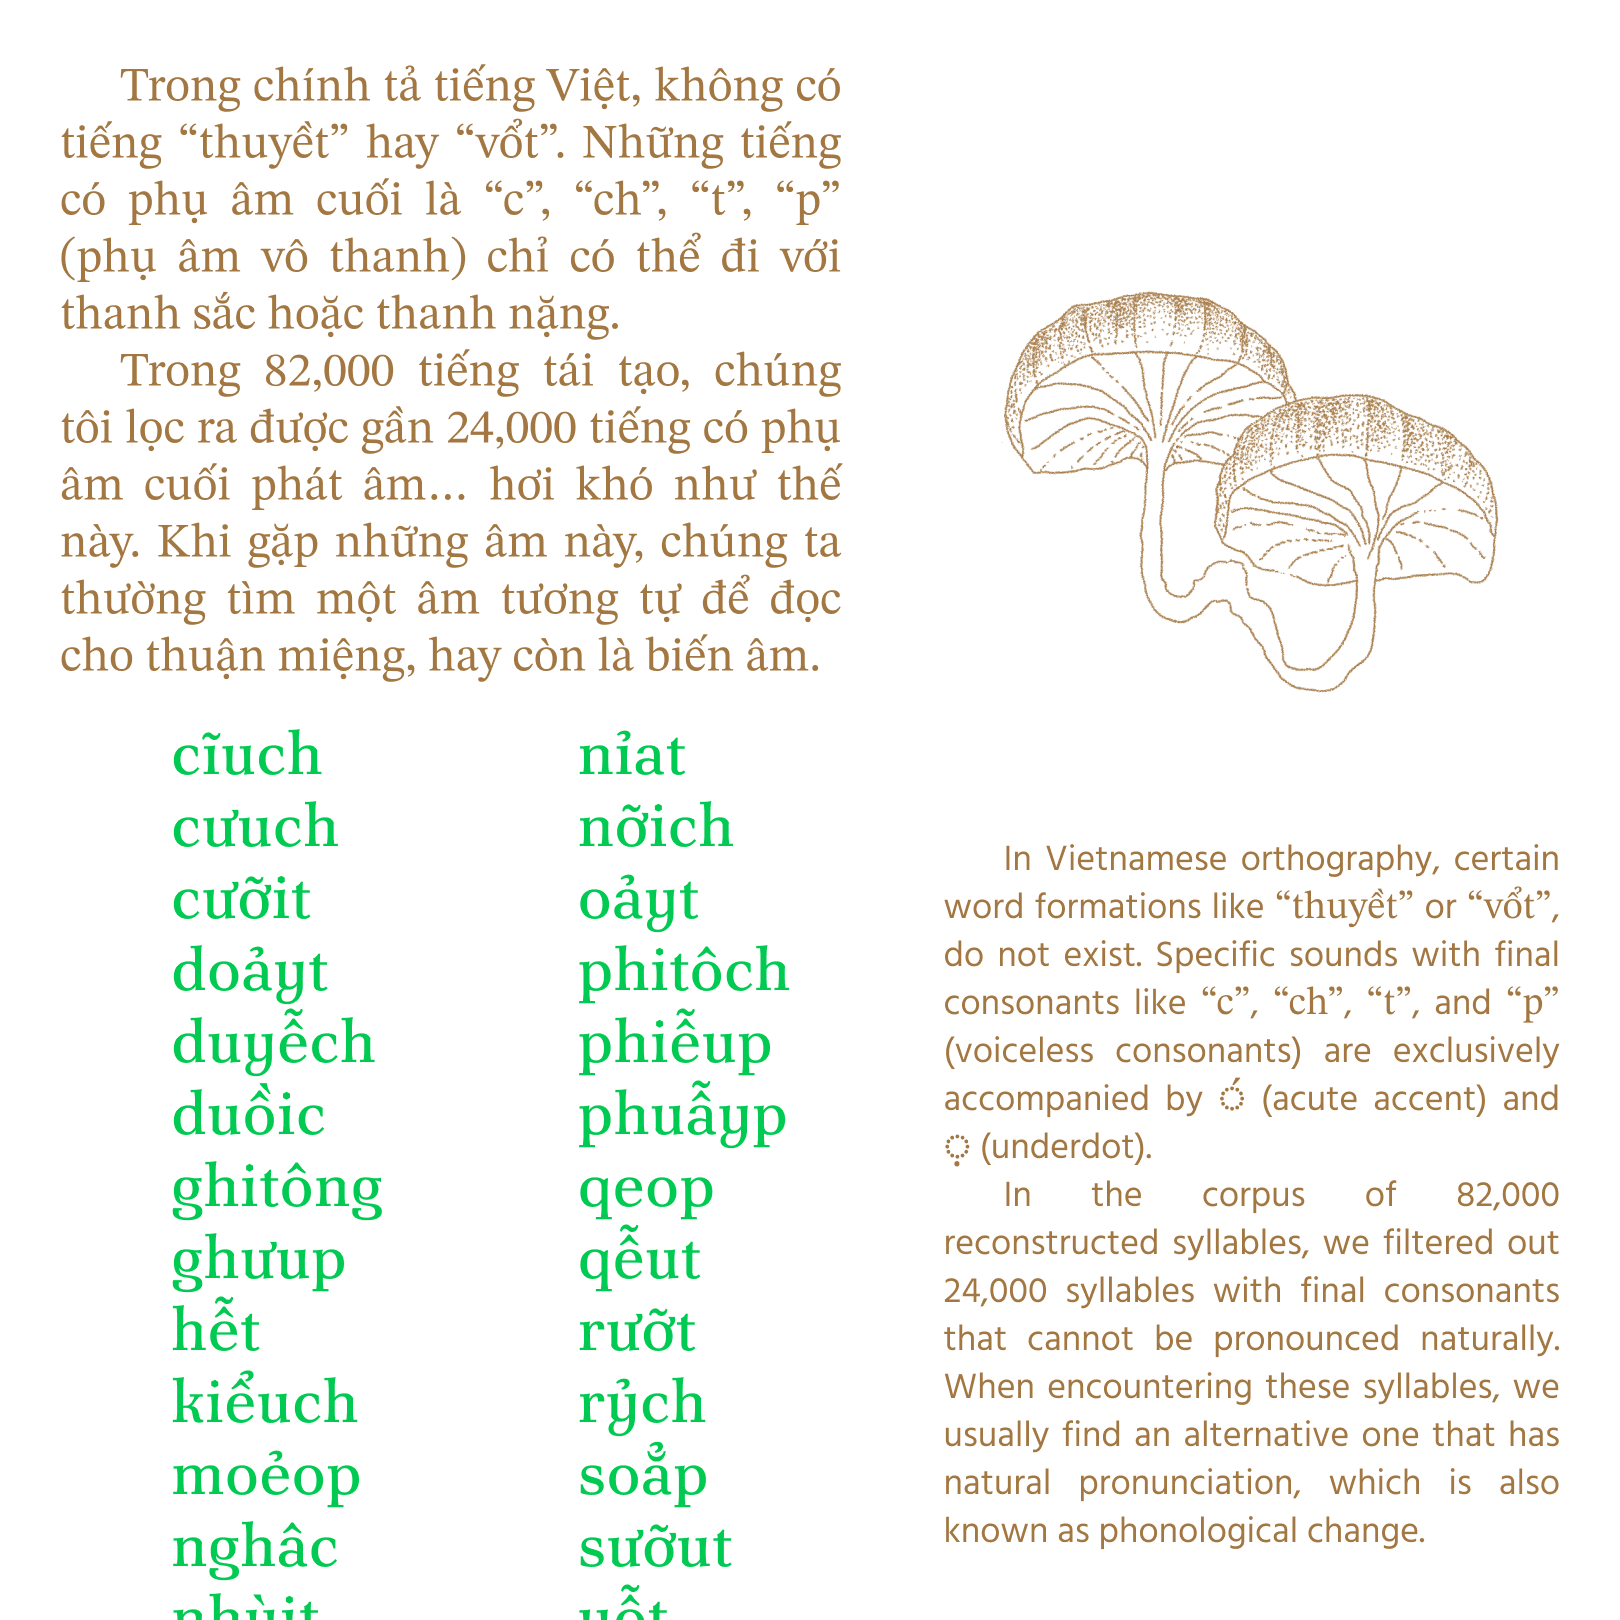 Trong chính tả tiếng Việt, không có
tiếng “thuyềt” hay “vổt”. Những tiếng
có phụ âm cuối là “c”, “ch”, “t”, “p”
(phụ âm vô thanh) chỉ có thể đi với
thanh sắc hoặc thanh nặng.
Trong 82,000 tiếng tái tạo, chúng
tôi lọc ra được gần 24,000 tiếng có phụ
âm cuối phát âm... hơi khó như thế
này. Khi gặp những âm này, chúng ta
thường tìm một âm tương tự để đọc
cho thuận miệng, hay còn là biến âm.
cĩuch
cưuch
cưỡit
doảyt
duyễch
duồic
ghitông
ghưup
hễt
kiểuch
moẻop
nghâc
nhùit
nỉat
nỡich
oảyt
phitôch
phiễup
phuẫyp
qeop
qễut
rưỡt
rỷch
soẳp
sưỡut
uỗt
In Vietnamese orthography, certain
word formations like “thuyềt” or “vổt”,
do not exist. Specific sounds with final
consonants like “c”, “ch”, “t”, and “p”
(voiceless consonants) are exclusively
accompanied by ◌́ (acute accent) and
◌̣ (underdot).
In the corpus of 82,000
reconstructed syllables, we filtered out
24,000 syllables with final consonants
that cannot be pronounced naturally.
When encountering these syllables, we
usually find an alternative one that has
natural pronunciation, which is also
known as phonological change.